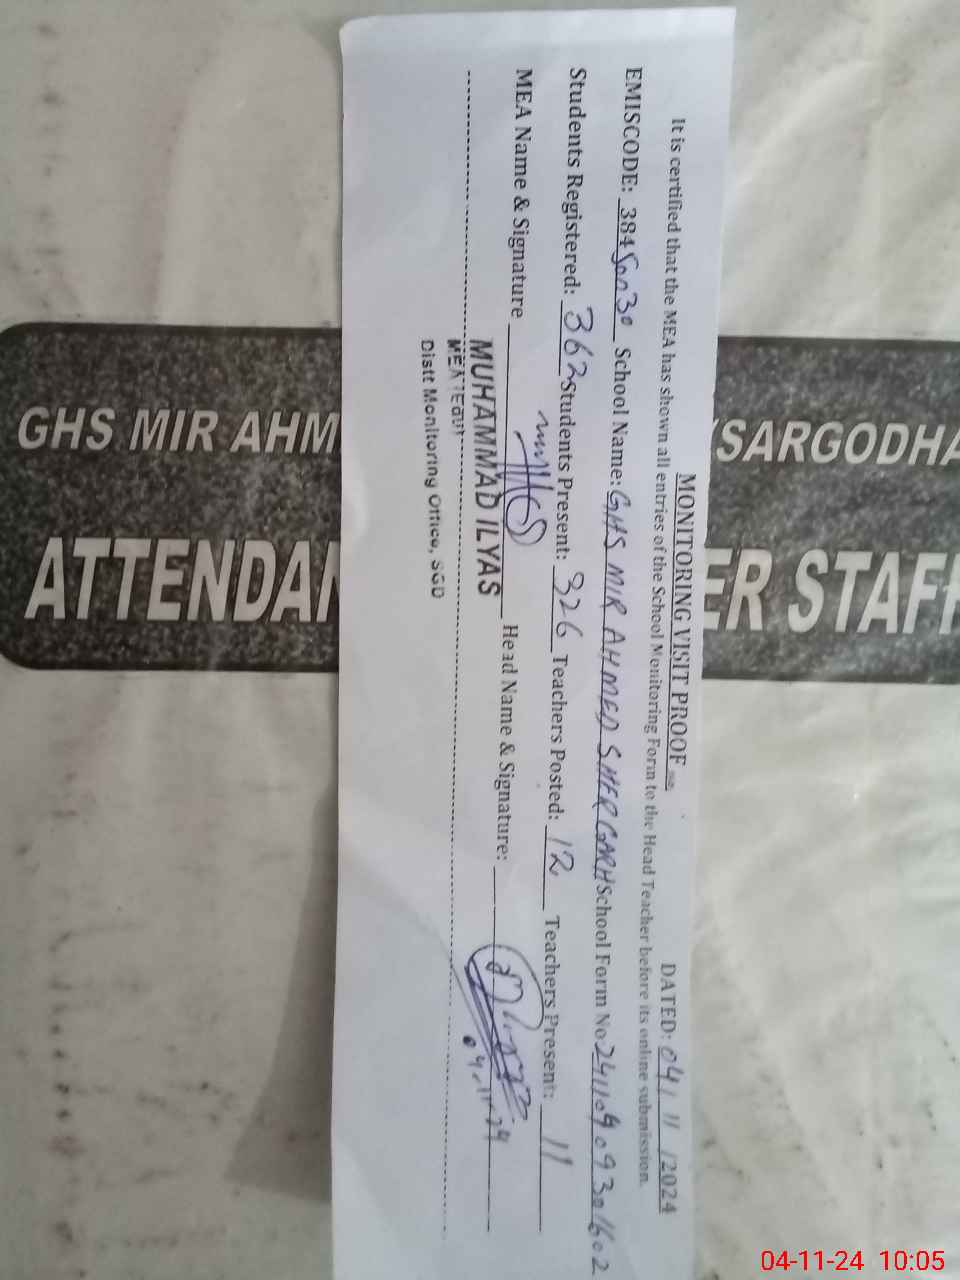 MONITORING VISIT PROOF
DATED: 04/11/2024
It is certified that the MEA has shown all entries of the School Monitoring Form to the Head Teacher before its online submission.
EMISCODE: 38450030 School Name: GHS MIR AHMED SHER GARH School Form No
Students Registered: 362 Students Present: 326 Teachers Posted: 12 Teachers Present: 11
MEA Name & Signature Head Name & Signature:
04-11-24
MUHAMMAD ILYAS
MEA
Distt Monitoring Office, SGD
GHS MIR AHM
SARGODHA
ATTENDAN
ER STAFF
04-11-24 10:05